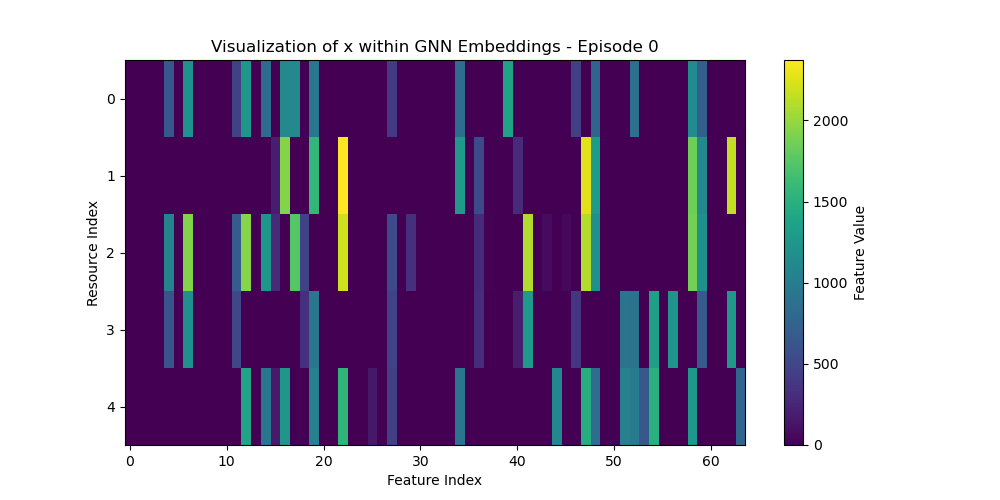 Visualization of x within GNN Embeddings - Episode 0
Resource Index
0
1
2
3
4
0 10 20 30 40 50 60
Feature Index
2000
1500
1000
500
0
Feature Value